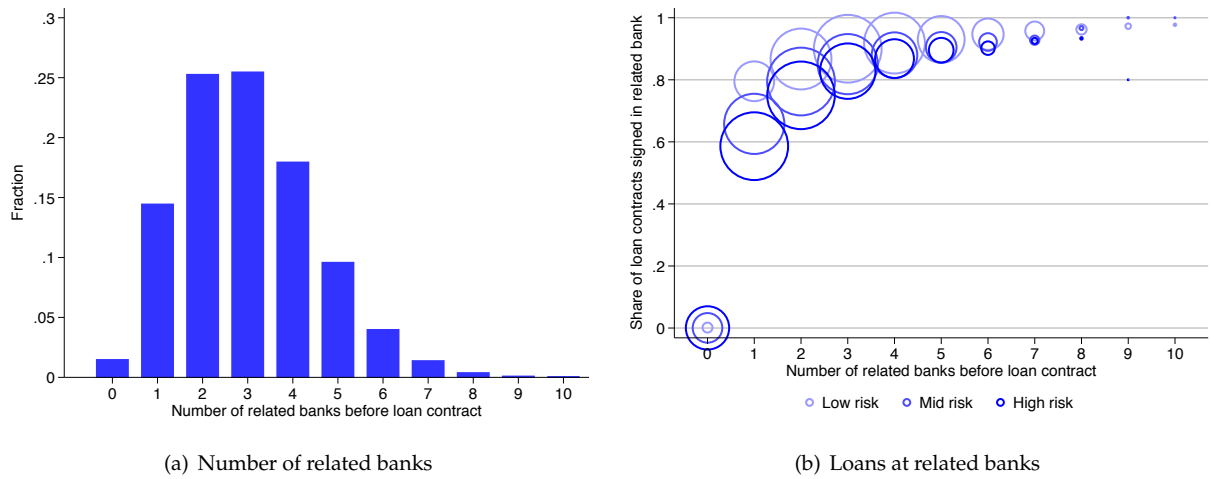 .3
.25
.2
.15
.1
.05
0
Fraction
0 1 2 3 4 5 6 7 8 9 10
Number of related banks before loan contract
(a) Number of related banks
1
.8
.6
.4
.2
0
Share of loan contracts signed in related bank
0 1 2 3 4 5 6 7 8 9 10
Number of related banks before loan contract
Low risk Mid risk High risk
(b) Loans at related banks